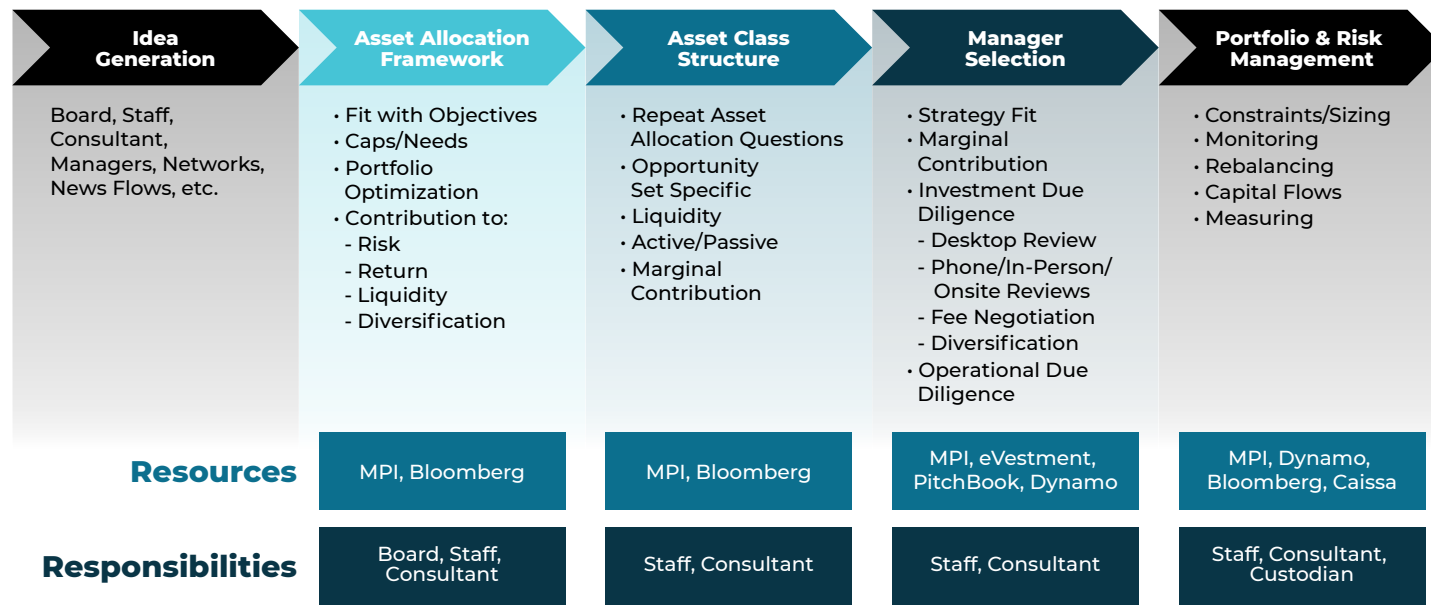 Idea
Generation
Asset Allocation
Framework
Asset Class
Structure
Manager
Selection
Portfolio & Risk
Management
Board, Staff,
Consultant,
Managers, Networks,
News Flows, etc.
• Fit with Objectives
• Caps/Needs
• Portfolio
Optimization
• Contribution to:
- Risk
- Return
- Liquidity
- Diversification
• Repeat Asset
Allocation Questions
• Opportunity
Set Specific
• Liquidity
• Active/Passive
• Marginal
Contribution
• Strategy Fit
• Marginal
Contribution
• Investment Due
Diligence
- Desktop Review
- Phone/In-Person/
Onsite Reviews
- Fee Negotiation
- Diversification
• Operational Due
Diligence
• Constraints/Sizing
• Monitoring
• Rebalancing
• Capital Flows
• Measuring
Resources
MPI, Bloomberg
MPI, Bloomberg
MPI, eVestment,
PitchBook, Dynamo
MPI, Dynamo,
Bloomberg, Caissa
Responsibilities
Board, Staff,
Consultant
Staff, Consultant
Staff, Consultant
Staff, Consultant,
Custodian